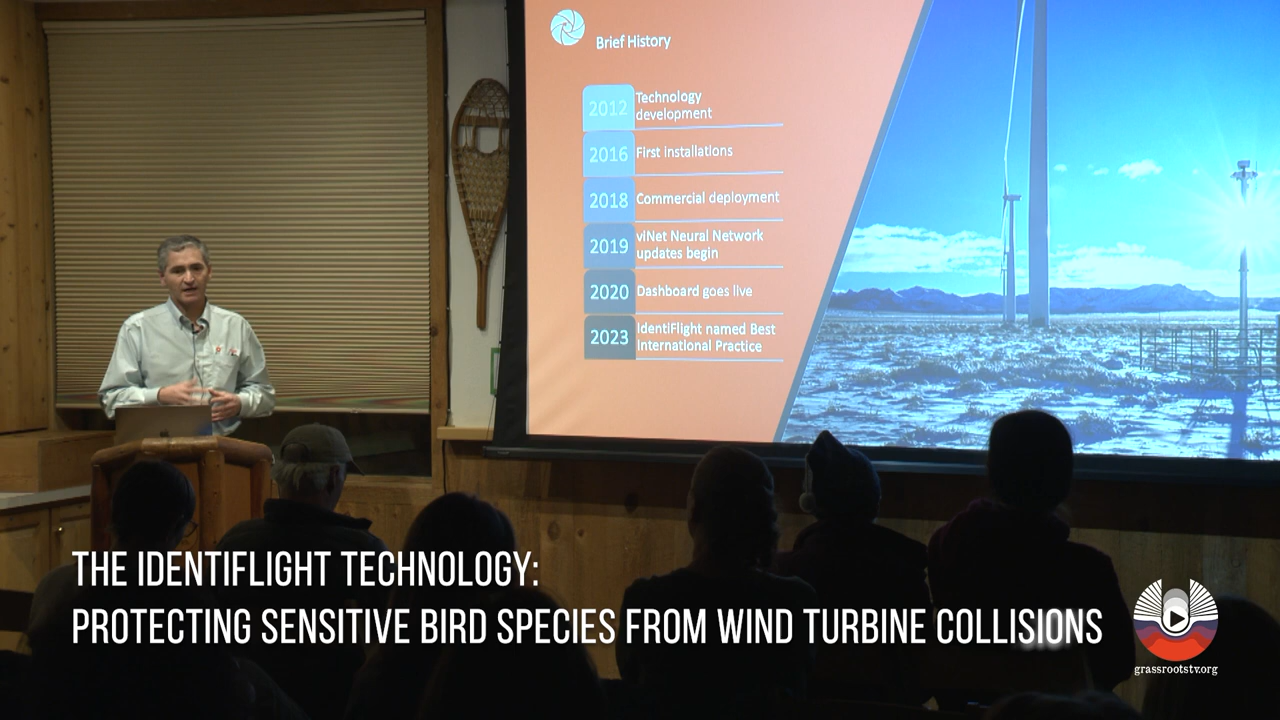 Brief History
2012
Technology
development
2016
First installations
2018
Commercial deployment
2019
viNet Neural Network
updates begin
2020
Dashboard goes live
2023
IdentiFlight named Best
International Practice
THE IDENTIFLIGHT TECHNOLOGY:
PROTECTING SENSITIVE BIRD SPECIES FROM WIND TURBINE COLLISIONS
grassrootstv.org